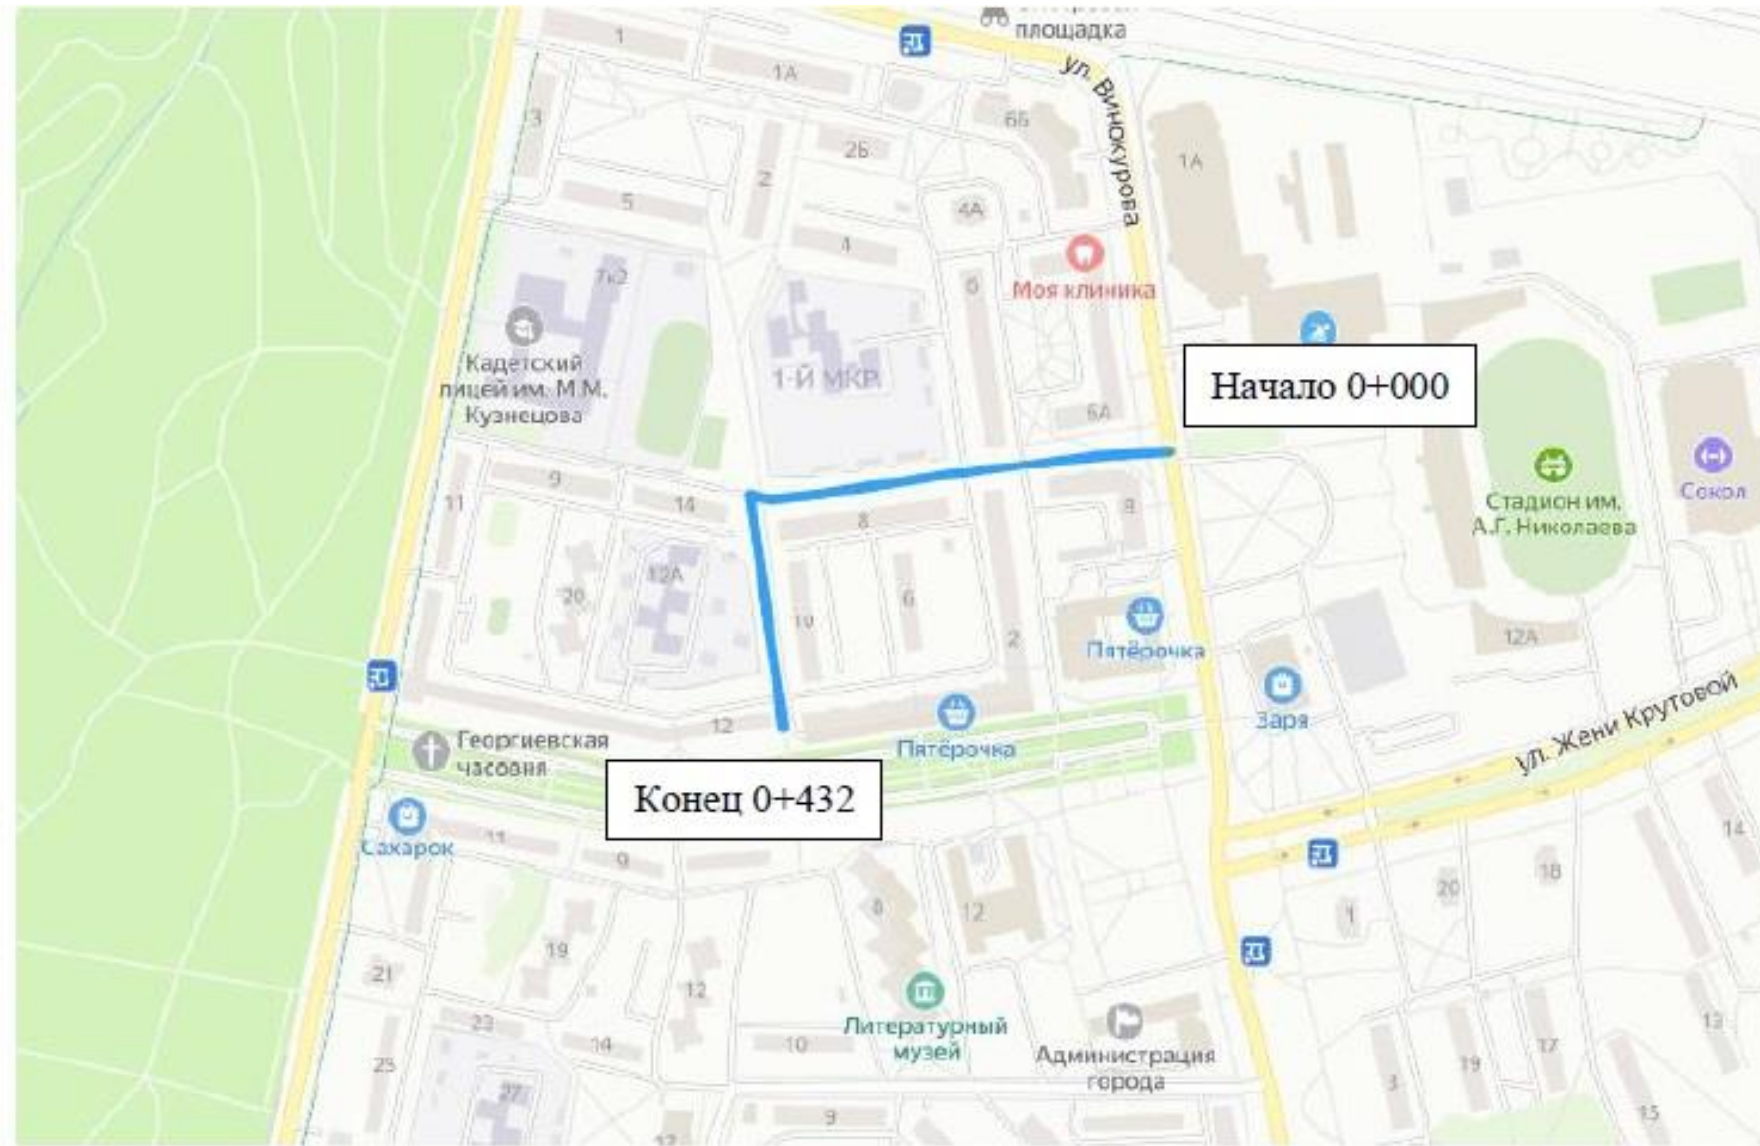 площадка
1
1А
ул. Винокурова
3
6Б
2Б
1А
2
5
4А
4
7к2
Моя клиника
6
Кадетский
лицей им. М.М.
Кузнецова
1-Й МКР
Начало 0+000
6А
9
11
14
8
Стадион им.
А.Г. Николаева
Сокол
12А
20
10
6
2
Пятёрочка
12А
12
Заря
ул. Жени Крутовой
Георгиевская
часовня
Пятёрочка
Конец 0+432
Сахарок
11
9
14
18
20
8
12
1
19
21
12
23
14
10
Литературный
музей
Администрация
города
13
17
19
3
25
27
9
12
15